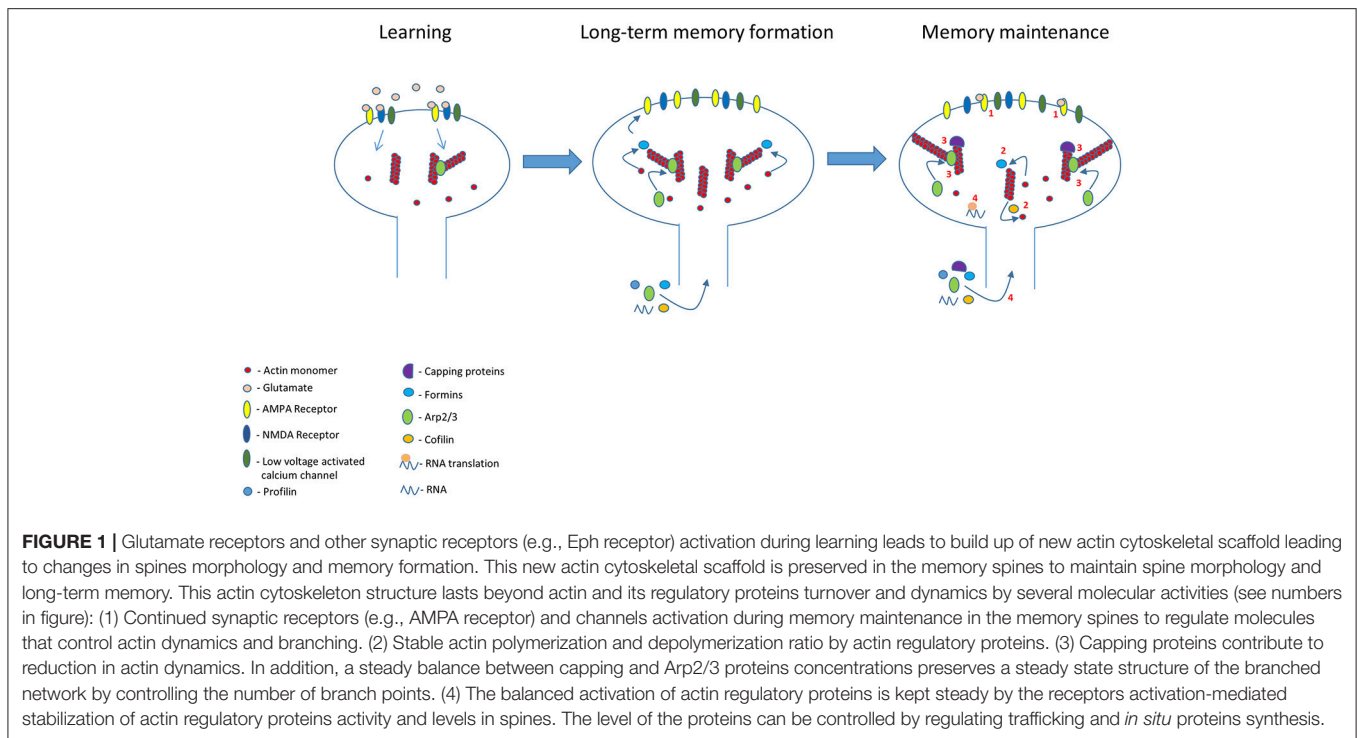 Learning
Long-term memory formation
Memory maintenance
1
1
3
3
2
3
3
4
2
4
- Actin monomer
- Glutamate
- AMPA Receptor
- NMDA Receptor
- Low voltage activated
calcium channel
- Profilin
- Capping proteins
- Formins
- Arp2/3
- Cofilin
- RNA translation
- RNA
FIGURE 1 | Glutamate receptors and other synaptic receptors (e.g., Eph receptor) activation during learning leads to build up of new actin cytoskeletal scaffold leading
to changes in spines morphology and memory formation. This new actin cytoskeletal scaffold is preserved in the memory spines to maintain spine morphology and
long-term memory. This actin cytoskeleton structure lasts beyond actin and its regulatory proteins turnover and dynamics by several molecular activities (see numbers
in figure): (1) Continued synaptic receptors (e.g., AMPA receptor) and channels activation during memory maintenance in the memory spines to regulate molecules
that control actin dynamics and branching. (2) Stable actin polymerization and depolymerization ratio by actin regulatory proteins. (3) Capping proteins contribute to
reduction in actin dynamics. In addition, a steady balance between capping and Arp2/3 proteins concentrations preserves a steady state structure of the branched
network by controlling the number of branch points. (4) The balanced activation of actin regulatory proteins is kept steady by the receptors activation-mediated
stabilization of actin regulatory proteins activity and levels in spines. The level of the proteins can be controlled by regulating trafficking and in situ proteins synthesis.